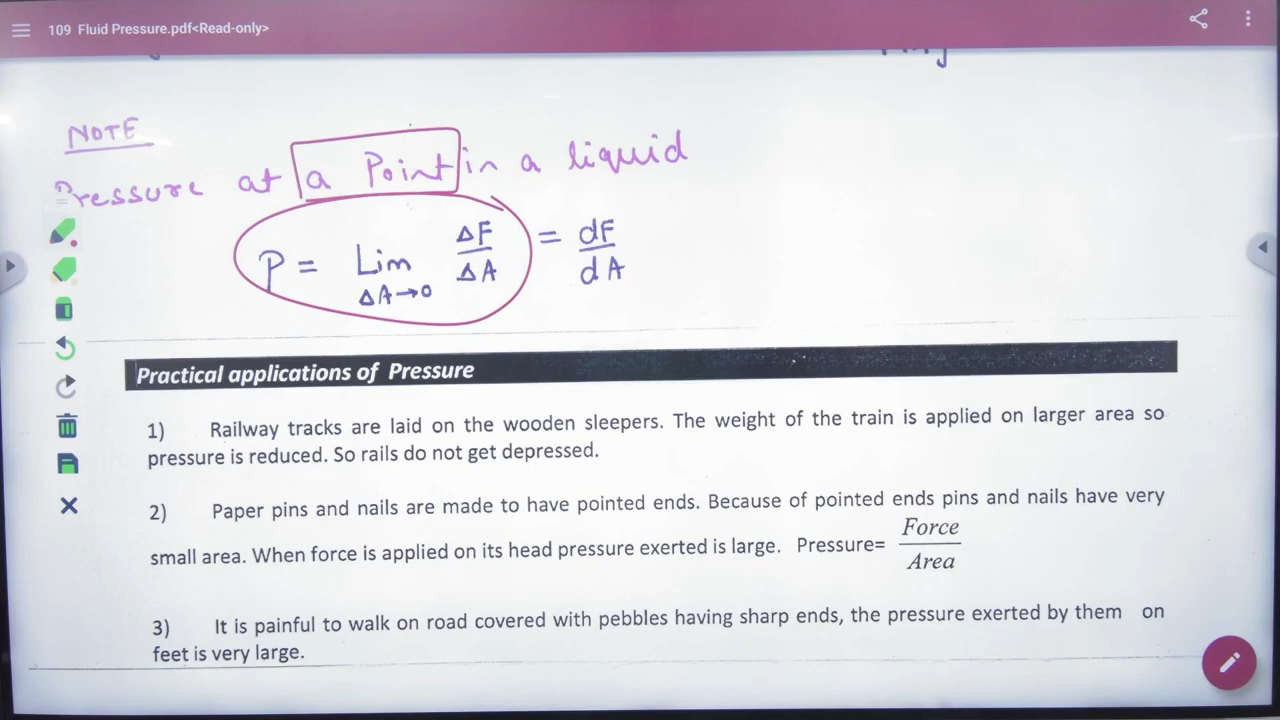 109 Fluid Pressure.pdf<Read-only>
NOTE
Pressure at a Point in a liquid
P = Lim ΔA→0 ΔF/ΔA = dF/dA
Practical applications of Pressure
1) Railway tracks are laid on the wooden sleepers. The weight of the train is applied on larger area so
pressure is reduced. So rails do not get depressed.
2) Paper pins and nails are made to have pointed ends. Because of pointed ends pins and nails have very
small area. When force is applied on its head pressure exerted is large. Pressure= Force/Area
3) It is painful to walk on road covered with pebbles having sharp ends, the pressure exerted by them on
feet is very large.